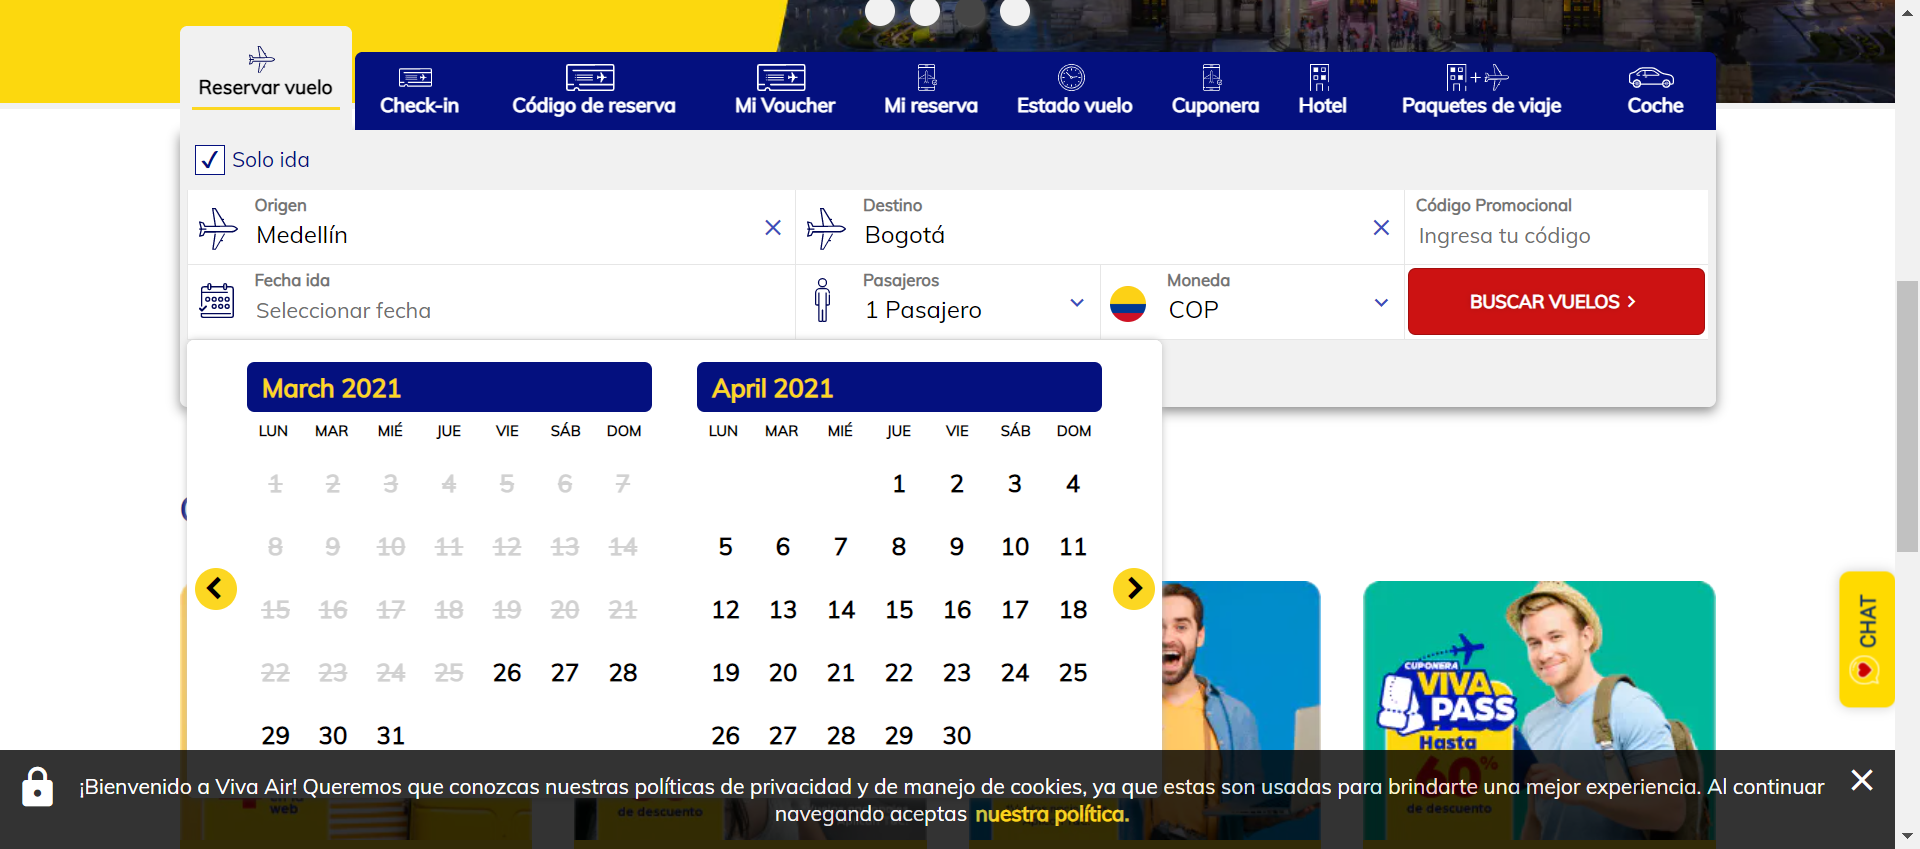 Reservar vuelo
Check-in
Código de reserva
Mi Voucher
Mi reserva
Estado vuelo
Cuponera
Hotel
Paquetes de viaje
Coche
Solo ida
Origen
Medellín
Destino
Bogotá
Código Promocional
Ingresa tu código
Fecha ida
Seleccionar fecha
Pasajeros
1 Pasajero
Moneda
COP
BUSCAR VUELOS
March 2021
LUN MAR MIÉ JUE VIE SÁB DOM
1 2 3 4 5 6 7
8 9 10 11 12 13 14
15 16 17 18 19 20 21
22 23 24 25 26 27 28
29 30 31
April 2021
LUN MAR MIÉ JUE VIE SÁB DOM
1 2 3 4
5 6 7 8 9 10 11
12 13 14 15 16 17 18
19 20 21 22 23 24 25
26 27 28 29 30
CHAT
CUPONERA
VIVA
PASS
Hasta
60%
de descuento
web
de descuento
¡Bienvenido a Viva Air! Queremos que conozcas nuestras políticas de privacidad y de manejo de cookies, ya que estas son usadas para brindarte una mejor experiencia. Al continuar
navegando aceptas nuestra política.